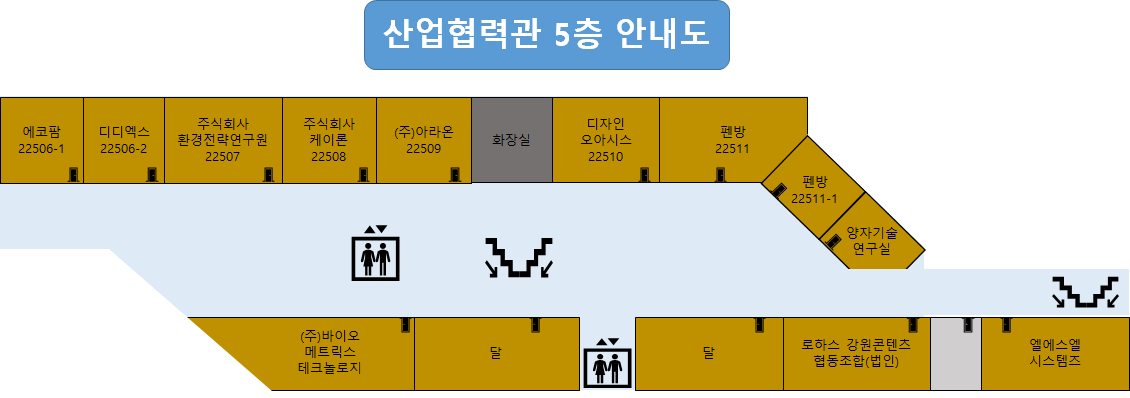 산업협력관 5층 안내도
에코팜
22506-1
디디엑스
22506-2
주식회사
환경전략연구원
22507
주식회사
케이론
22508
(주)아라온
22509
화장실
디자인
오아시스
22510
펜방
22511
펜방
22511-1
양자기술
연구실
(주)바이오
메트릭스
테크놀로지
달
달
로하스 강원콘텐츠
협동조합(법인)
엘에스엘
시스템즈